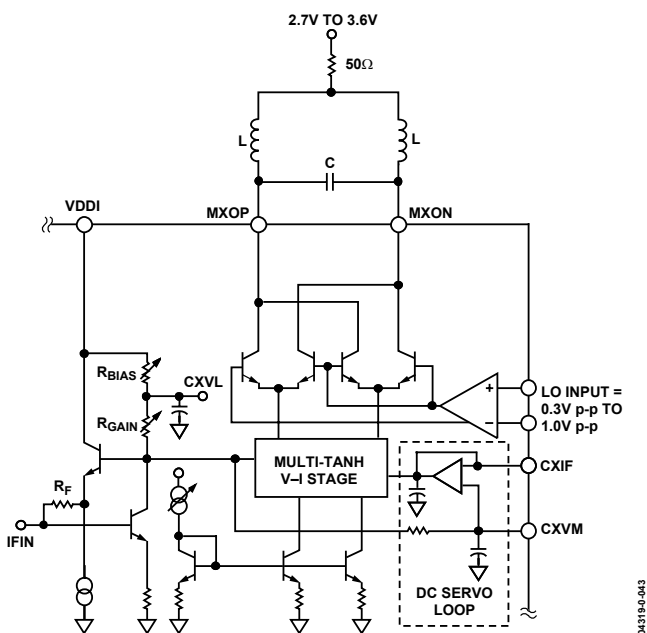 2.7V TO 3.6V
50Ω
L
L
C
VDDI
MXOP
MXON
RBIAS
CXVL
RGAIN
LO INPUT =
0.3V p-p TO
1.0V p-p
+
–
MULTI-TANH
V–I STAGE
CXIF
RF
IFIN
CXVM
DC SERVO
LOOP
04319-0-043